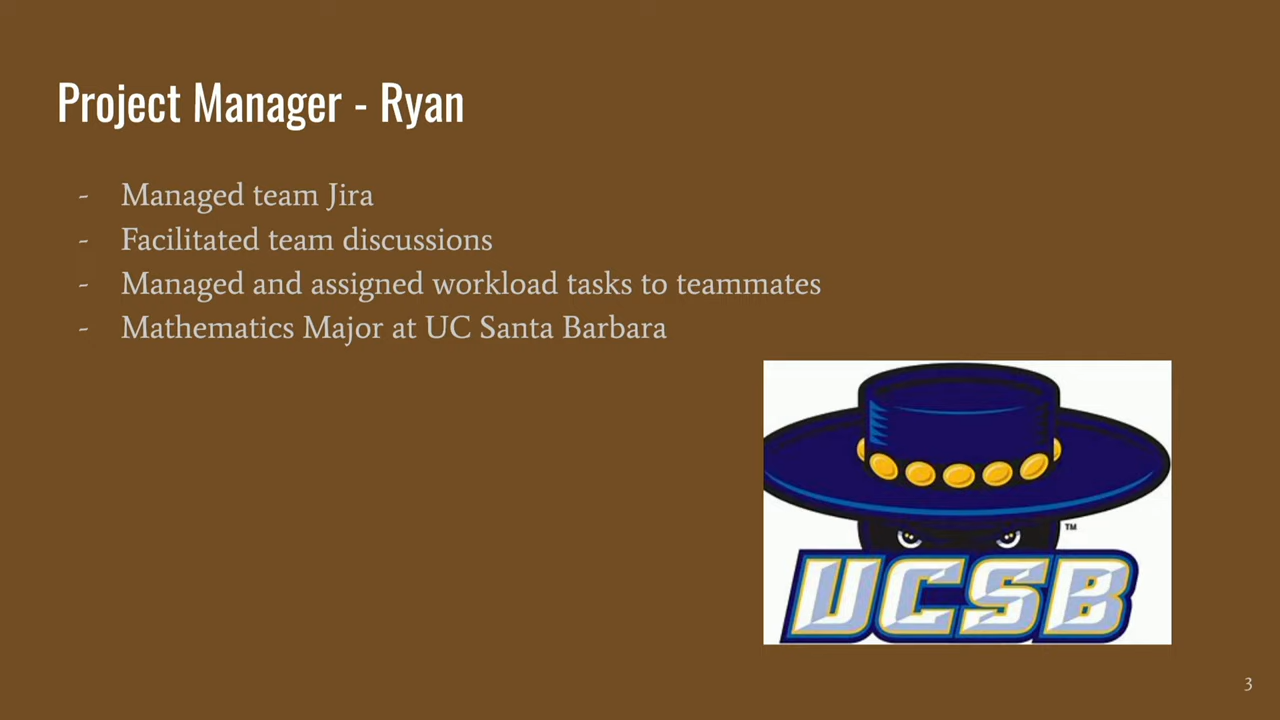 Project Manager - Ryan
- Managed team Jira
- Facilitated team discussions
- Managed and assigned workload tasks to teammates
- Mathematics Major at UC Santa Barbara
TM
UCSB
3